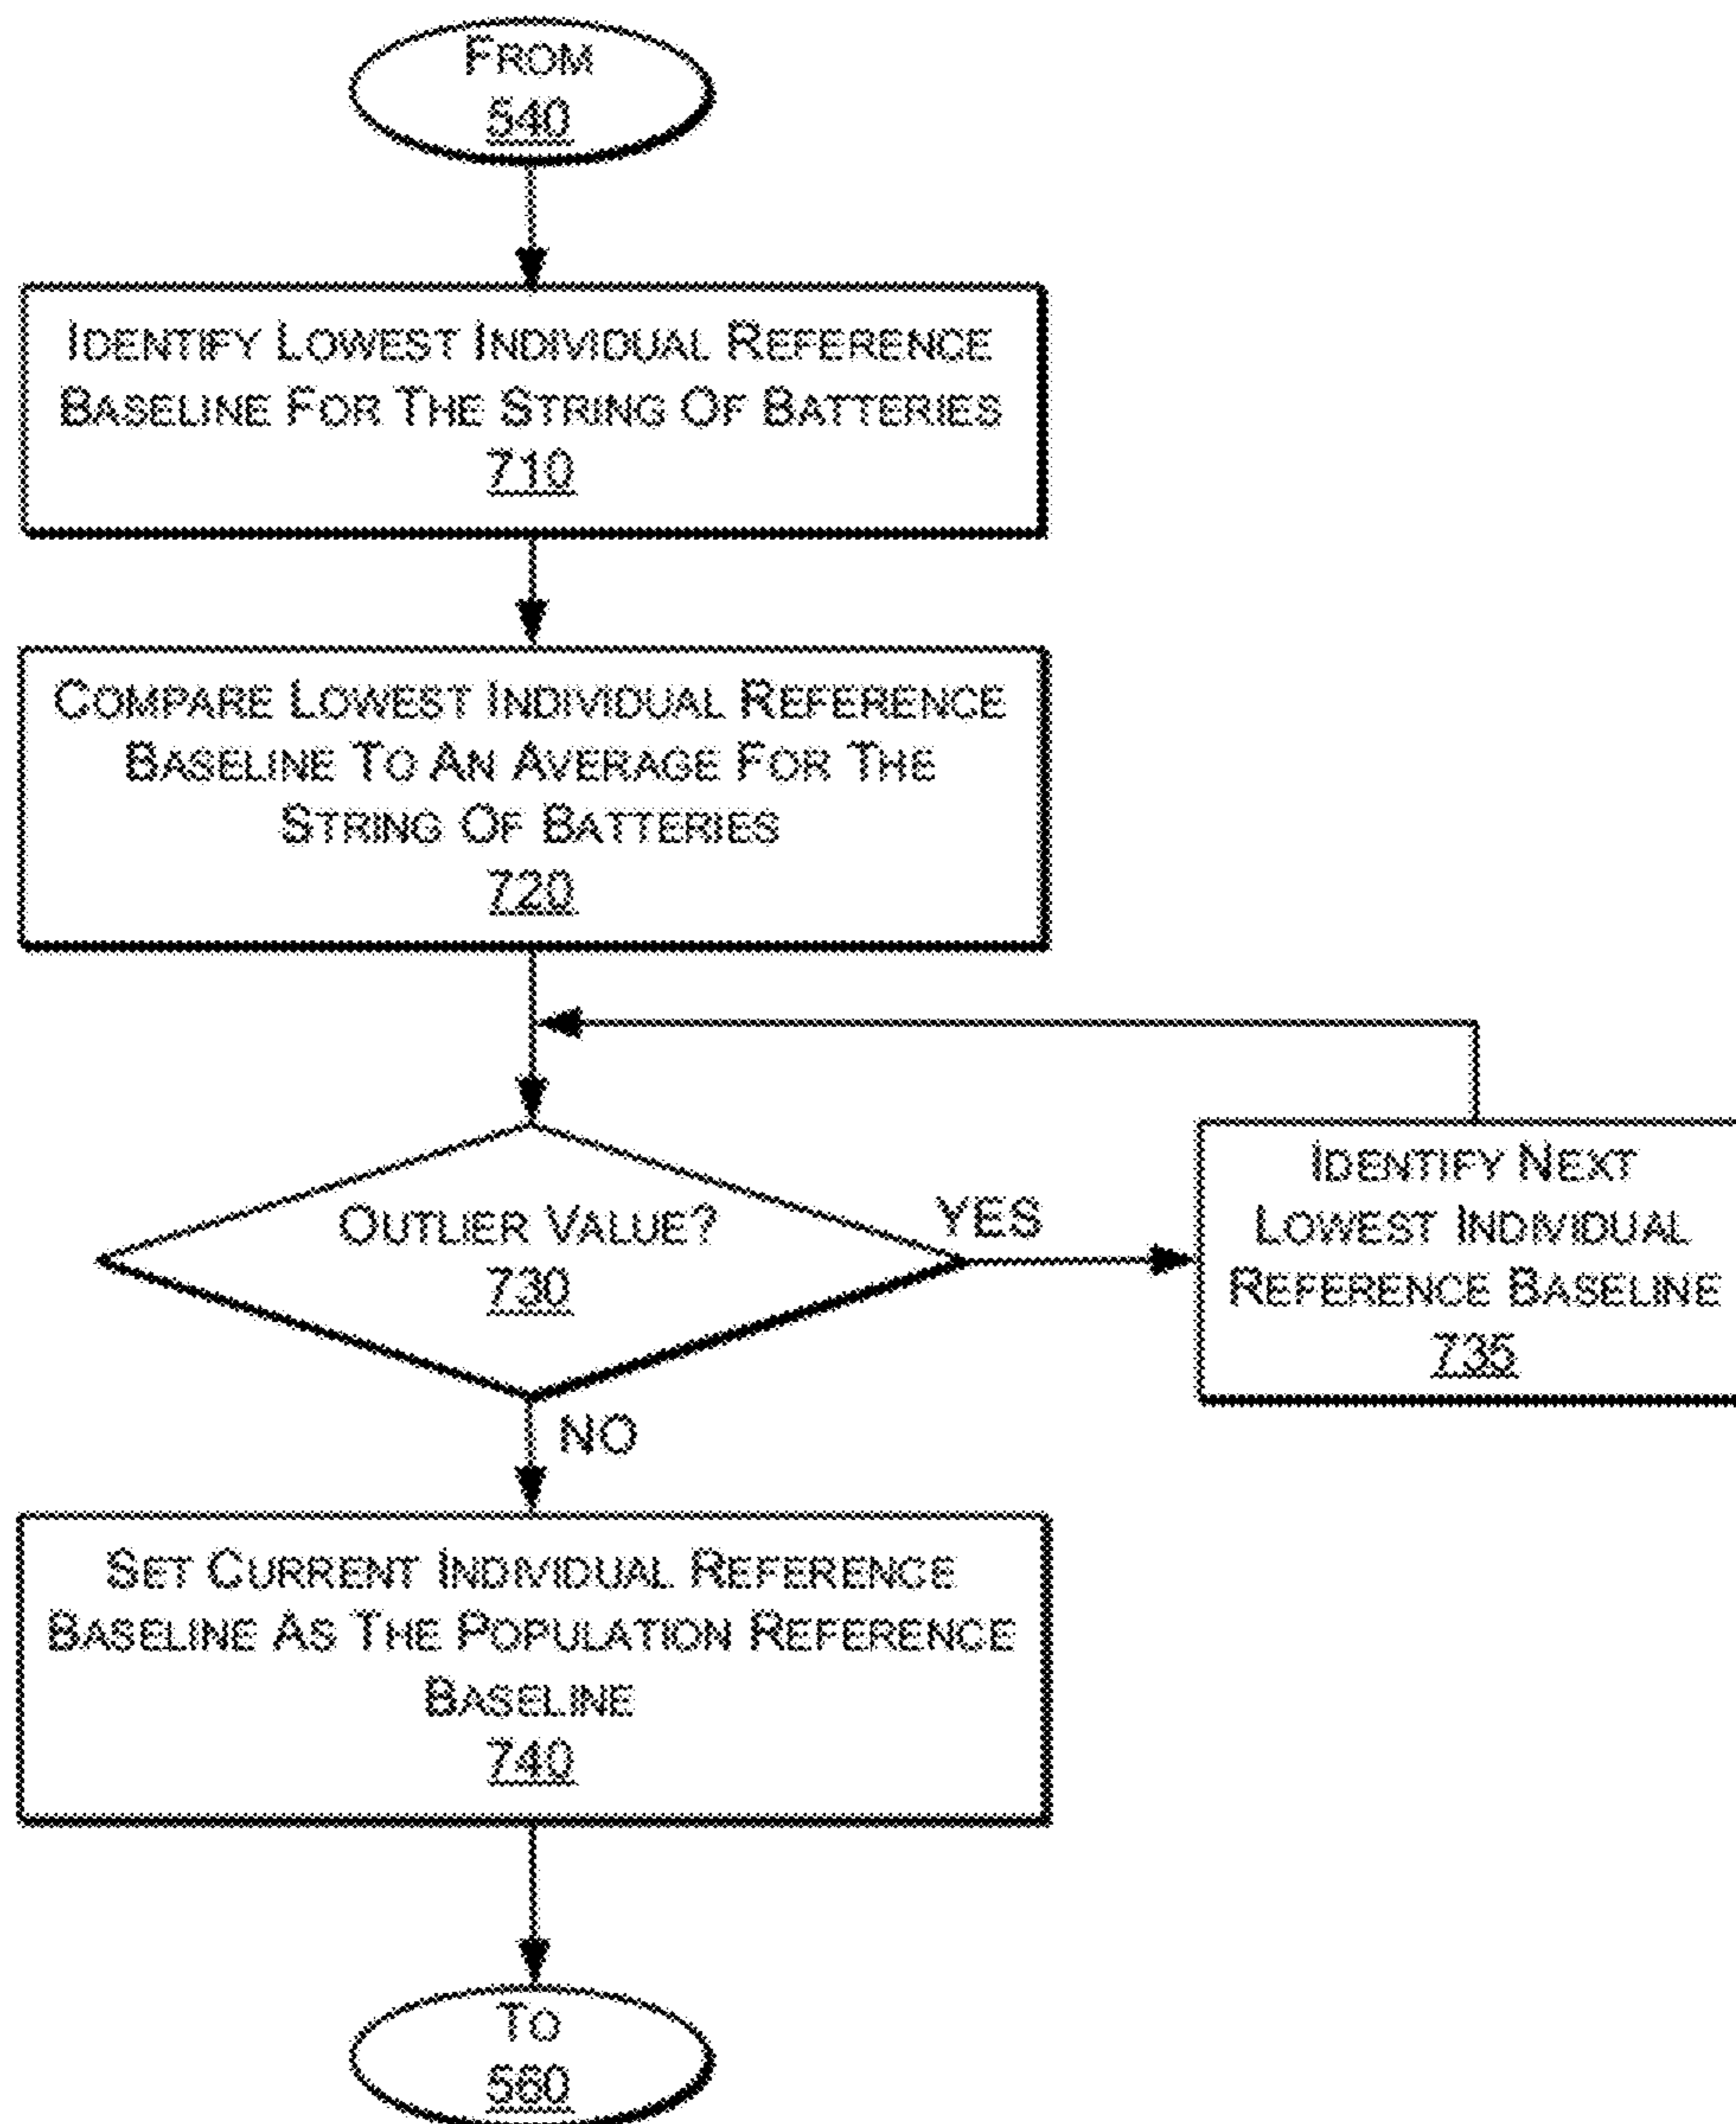 FROM
540
IDENTIFY LOWEST INDIVIDUAL REFERENCE
BASELINE FOR THE STRING OF BATTERIES
710
COMPARE LOWEST INDIVIDUAL REFERENCE
BASELINE TO AN AVERAGE FOR THE
STRING OF BATTERIES
720
OUTLIER VALUE?
730
YES
IDENTIFY NEXT
LOWEST INDIVIDUAL
REFERENCE BASELINE
735
NO
SET CURRENT INDIVIDUAL REFERENCE
BASELINE AS THE POPULATION REFERENCE
BASELINE
740
TO
560